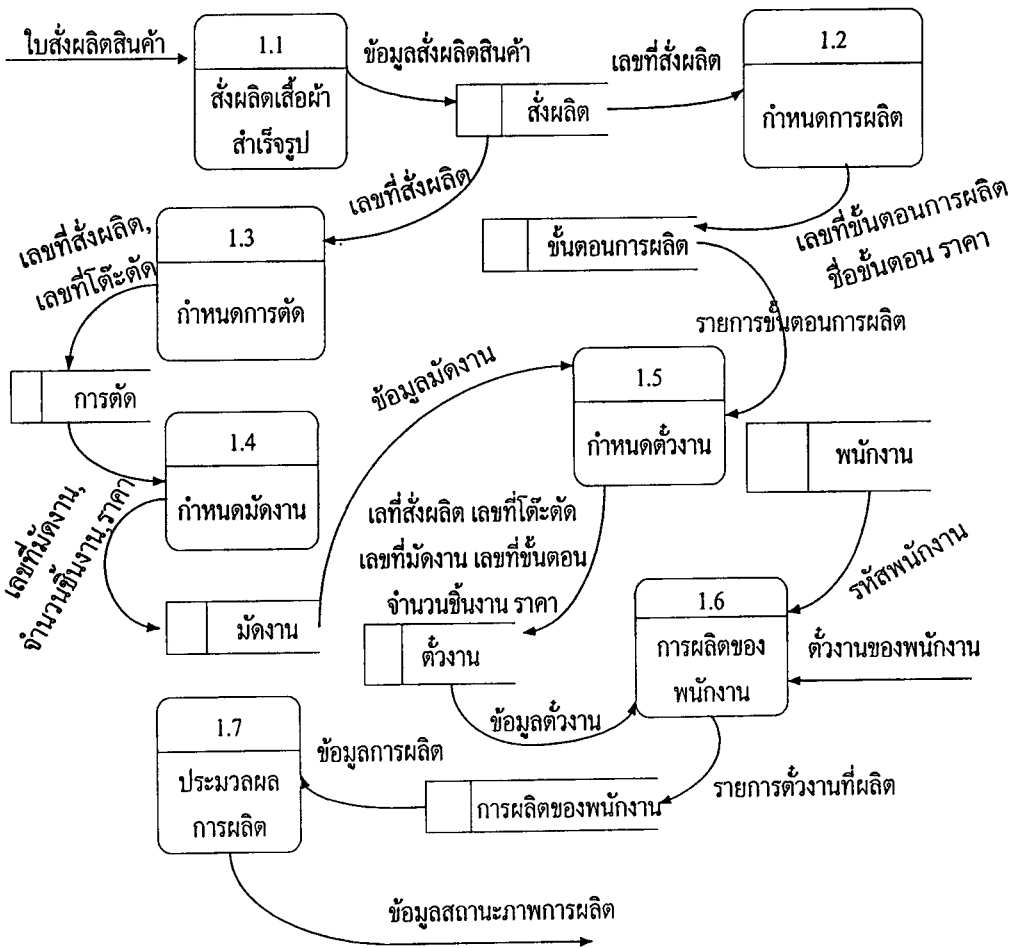 ใบสั่งผลิตสินค้า
1.1
สั่งผลิตเสื้อผ้า
สำเร็จรูป
ข้อมูลสั่งผลิตสินค้า
สั่งผลิต
เลขที่สั่งผลิต
1.2
กำหนดการผลิต
เลขที่สั่งผลิต
เลขที่สั่งผลิต,
เลขที่โต๊ะตัด
1.3
กำหนดการตัด
ขั้นตอนการผลิต
เลขที่ขั้นตอนการผลิต
ชื่อขั้นตอน ราคา
รายการขั้นตอนการผลิต
การตัด
ข้อมูลมัดงาน
1.4
กำหนดมัดงาน
1.5
กำหนดตั๋วงาน
พนักงาน
เลขที่มัดงาน,
จำนวนชิ้นงาน,ราคา
มัดงาน
เลที่สั่งผลิต เลขที่โต๊ะตัด
เลขที่มัดงาน เลขที่ขั้นตอน
จำนวนชิ้นงาน ราคา
ตั๋วงาน
รหัสพนักงาน
1.6
การผลิตของ
พนักงาน
ตั๋วงานของพนักงาน
ข้อมูลตั๋วงาน
1.7
ประมวลผล
การผลิต
ข้อมูลการผลิต
การผลิตของพนักงาน
รายการตั๋วงานที่ผลิต
ข้อมูลสถานะภาพการผลิต